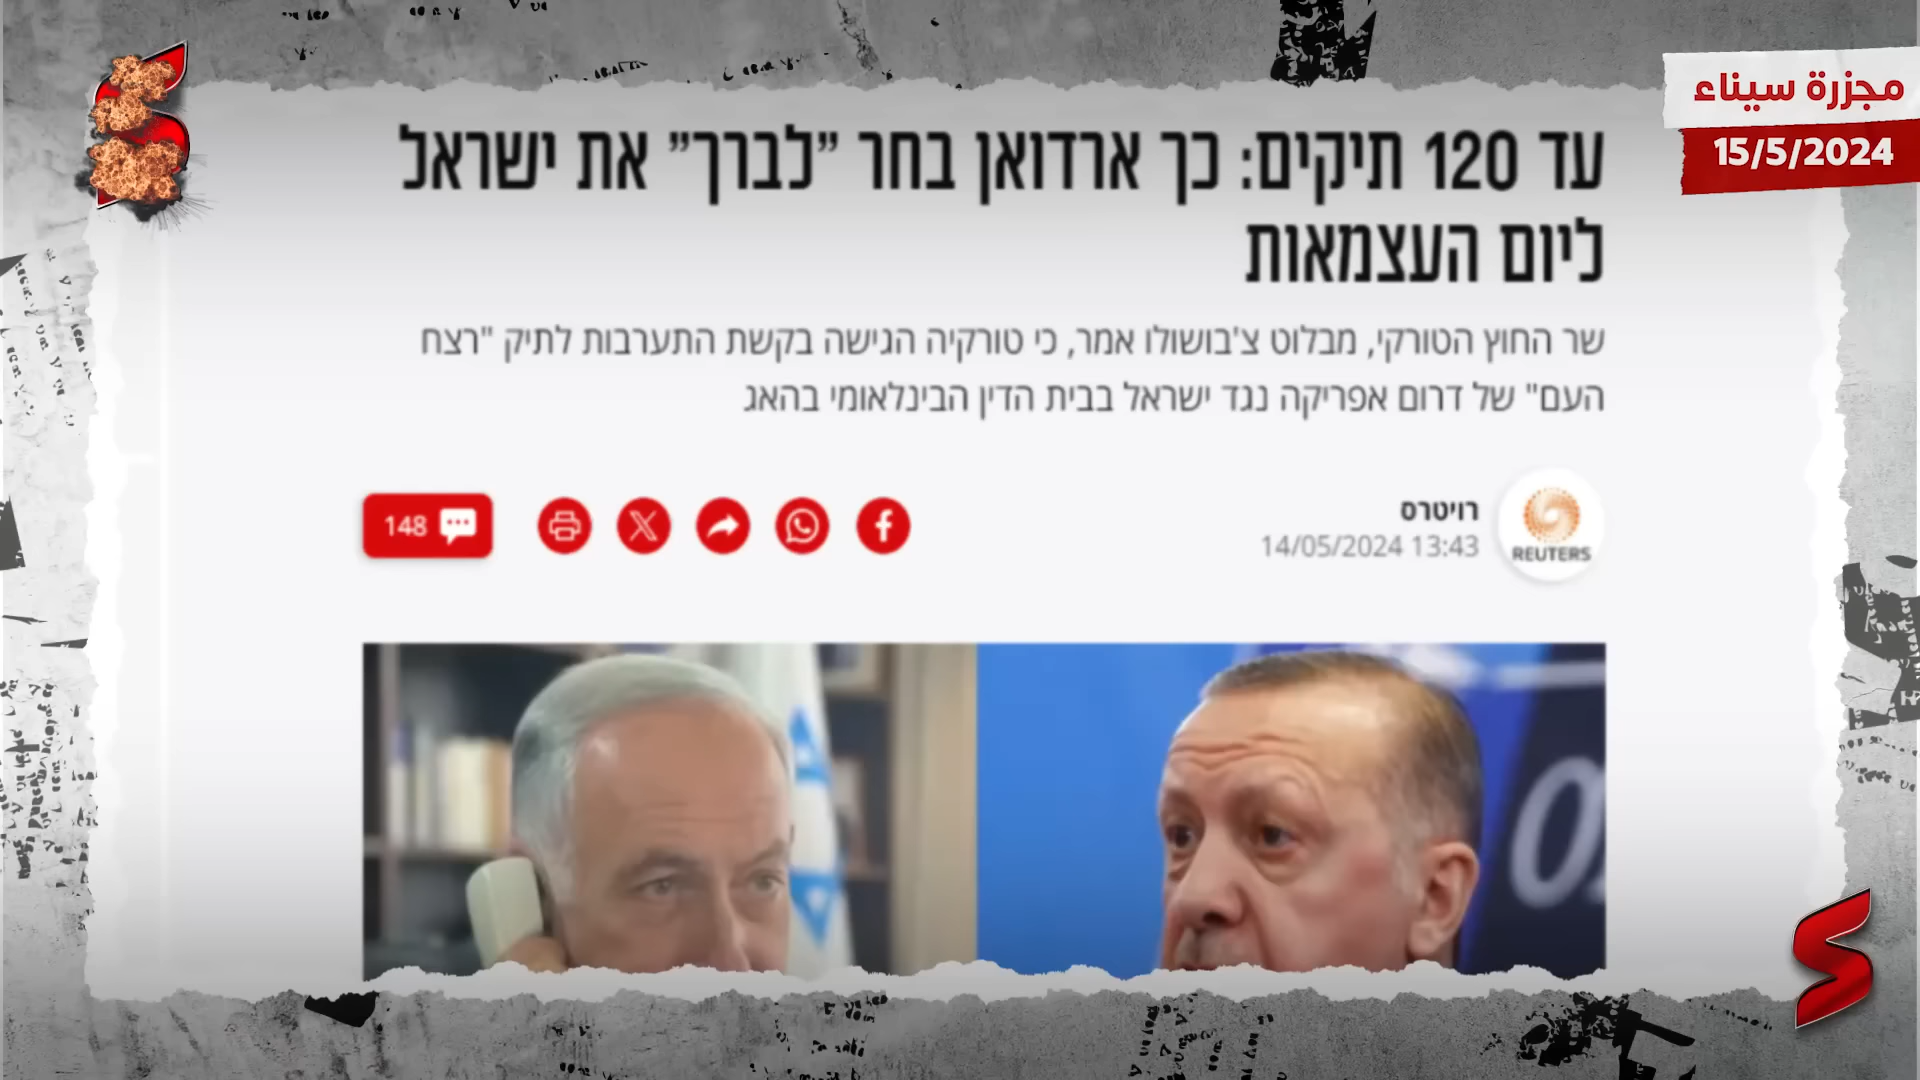 مجزرة سيناء
15/5/2024
עד 120 תיקים: כך ארדואן בחר "לברך" את ישראל
ליום העצמאות
שר החוץ הטורקי, מבלוט צ'בושולו אמר, כי טורקיה הגישה בקשת התערבות לתיק "רצח
העם" של דרום אפריקה נגד ישראל בבית הדין הבינלאומי בהאג
רויטרס
14/05/2024 13:43
REUTERS
148